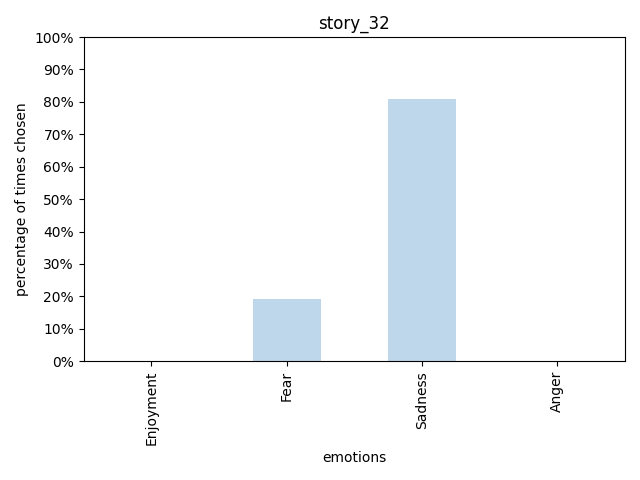 story_32
100%
90%
80%
70%
60%
50%
40%
30%
20%
10%
0%
percentage of times chosen
Enjoyment
Fear
Sadness
Anger
emotions